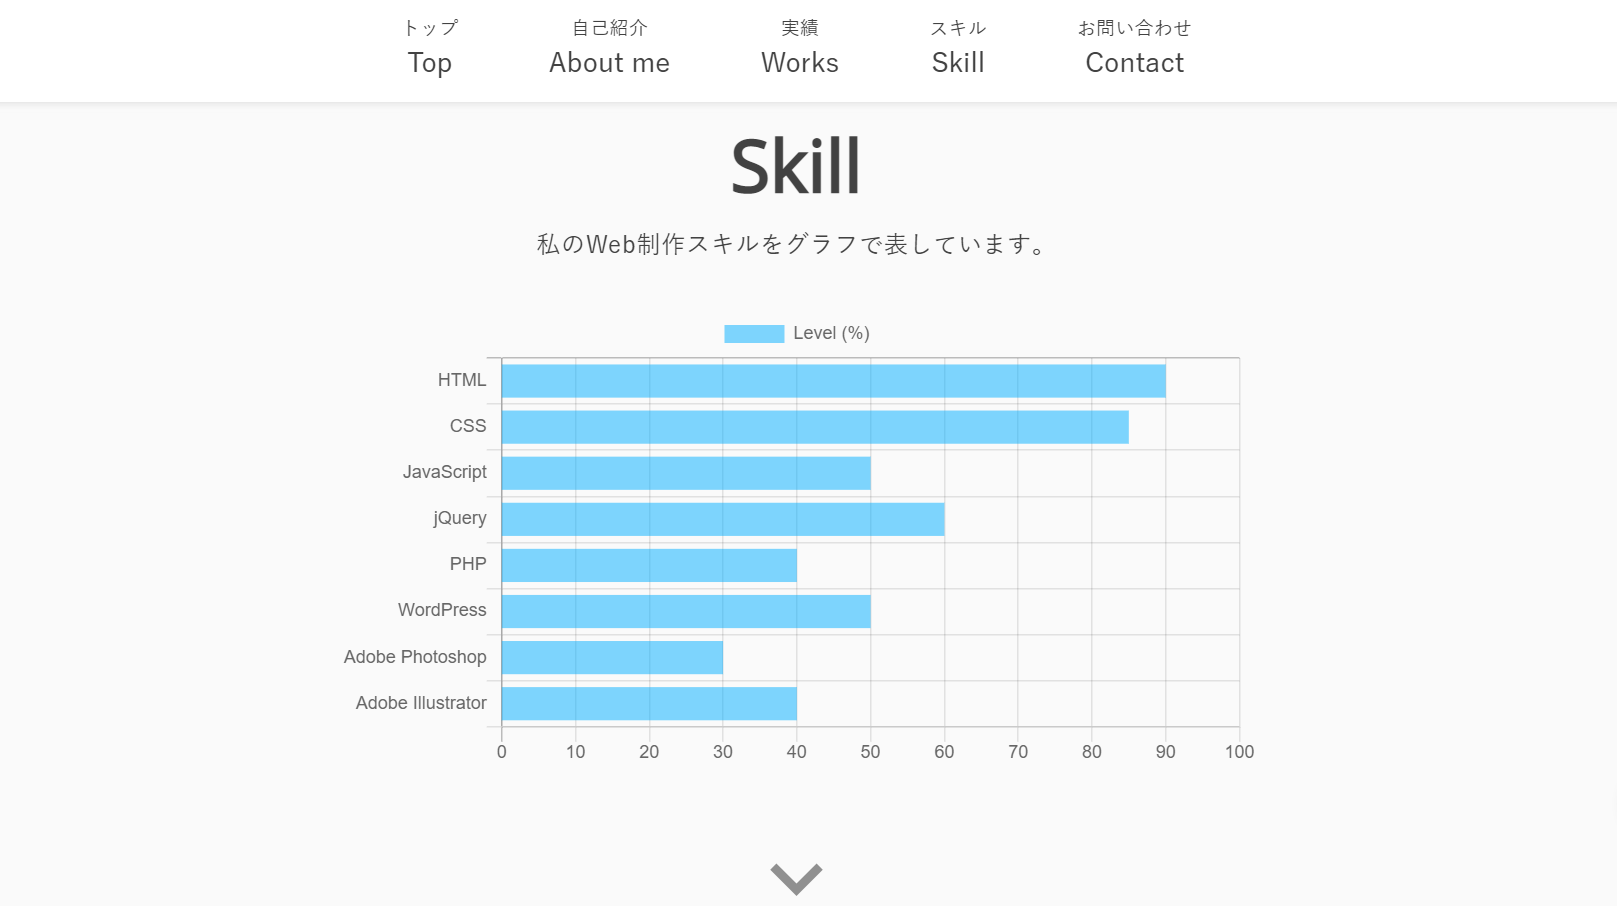 トップ 自己紹介 実績 スキル お問い合わせ
Top About me Works Skill Contact
Skill
私のWeb制作スキルをグラフで表しています。
Level (%)
HTML
CSS
JavaScript
jQuery
PHP
WordPress
Adobe Photoshop
Adobe Illustrator
0 10 20 30 40 50 60 70 80 90 100